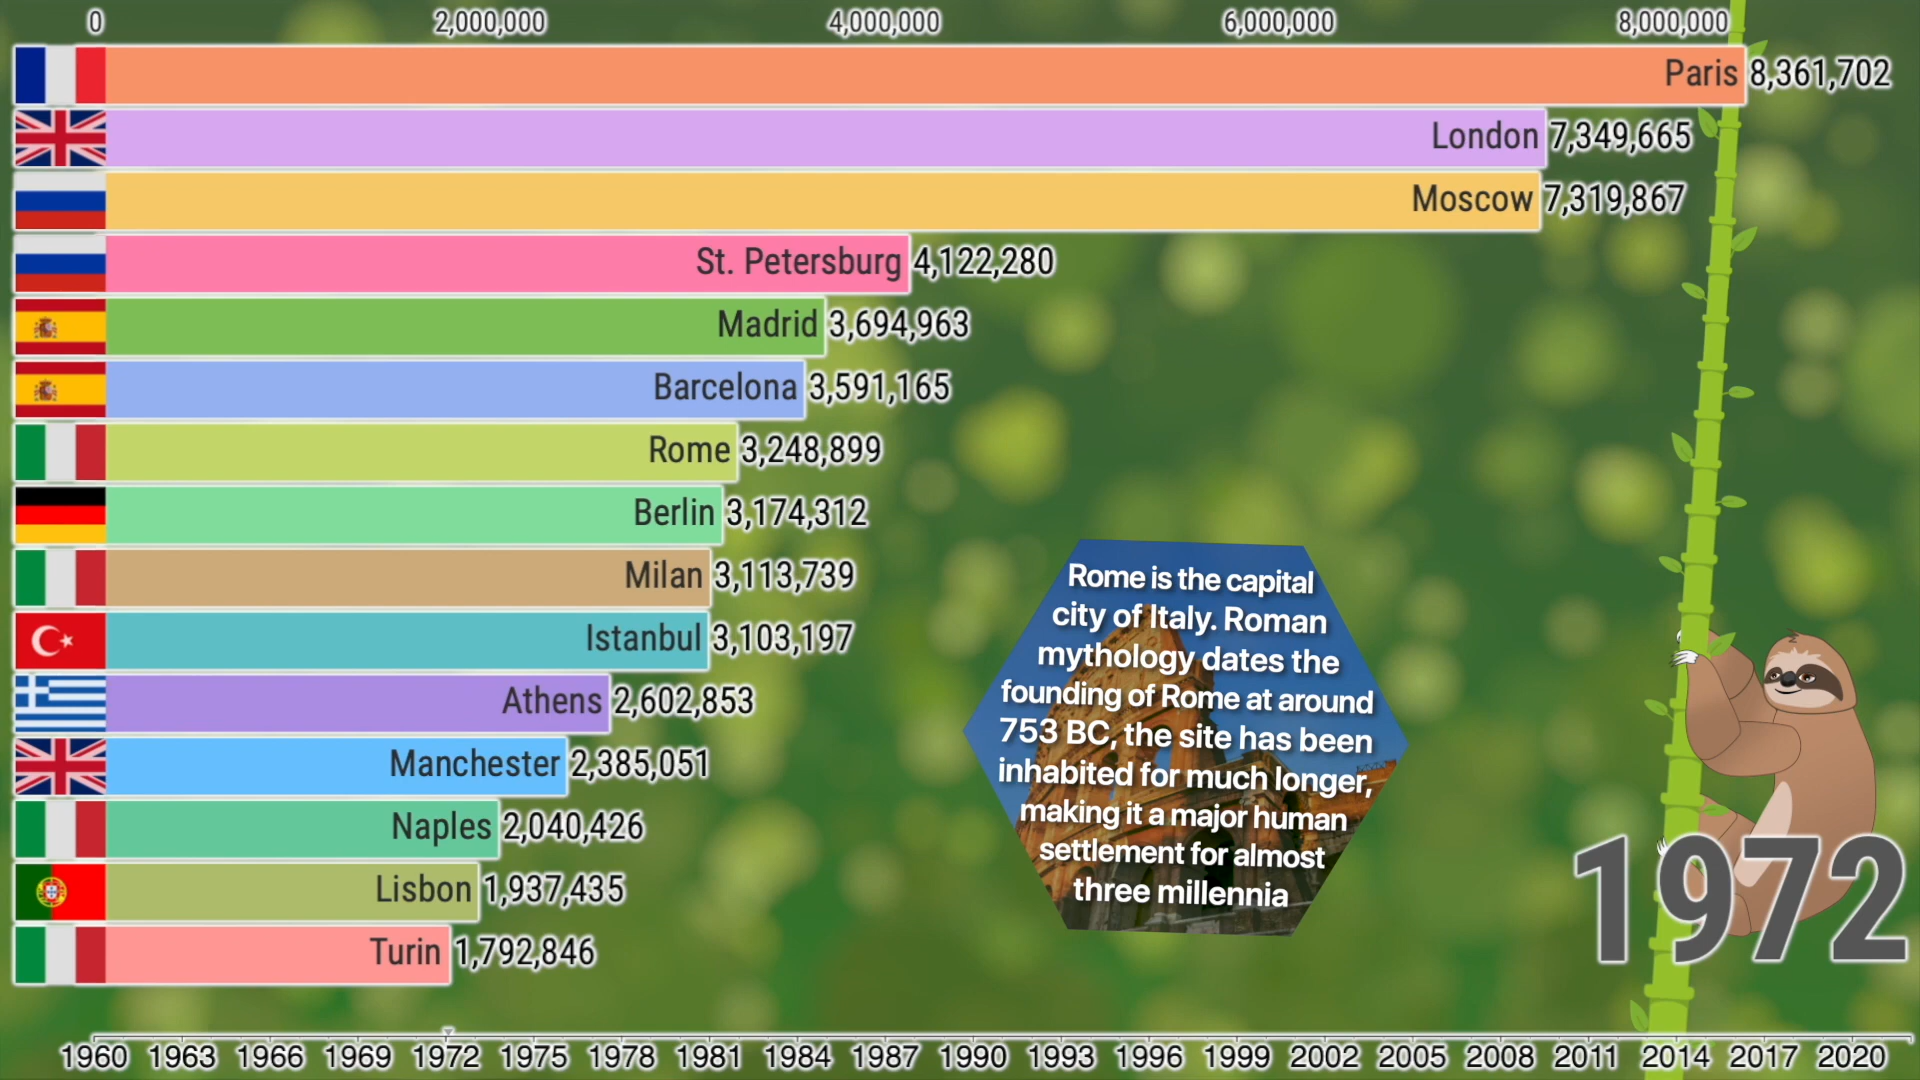 0 2,000,000 4,000,000 6,000,000 8,000,000
Paris 8,361,702
London 7,349,665
Moscow 7,319,867
St. Petersburg 4,122,280
Madrid 3,694,963
Barcelona 3,591,165
Rome 3,248,899
Berlin 3,174,312
Milan 3,113,739
Istanbul 3,103,197
Athens 2,602,853
Manchester 2,385,051
Naples 2,040,426
Lisbon 1,937,435
Turin 1,792,846
Rome is the capital
city of Italy. Roman
mythology dates the
founding of Rome at around
753 BC, the site has been
inhabited for much longer,
making it a major human
settlement for almost
three millennia
1972
1960 1963 1966 1969 1972 1975 1978 1981 1984 1987 1990 1993 1996 1999 2002 2005 2008 2011 2014 2017 2020